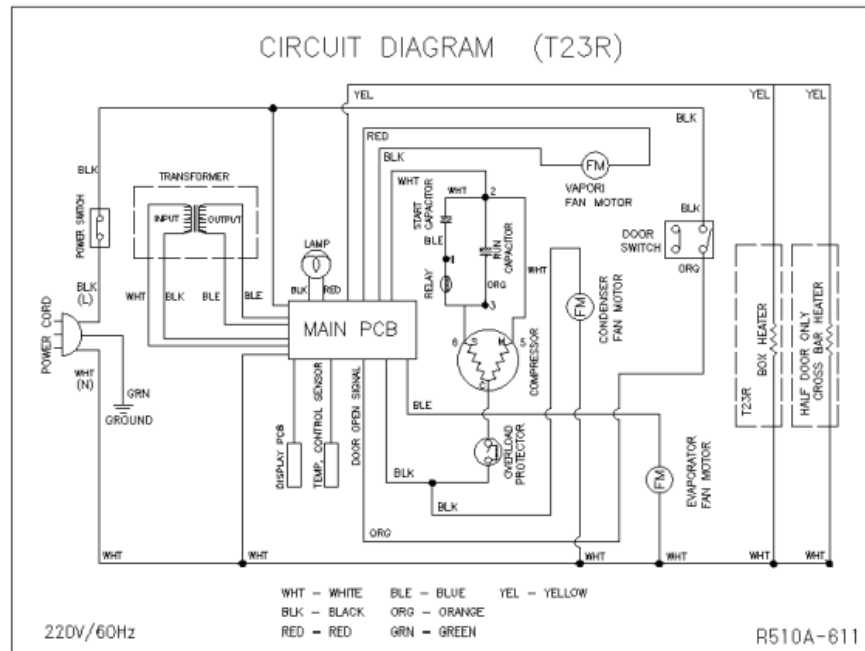 CIRCUIT DIAGRAM (T23R)
YEL
YEL
YEL
BLK
RED
BLK
BLK
TRANSFORMER
WHT
WHT
2
FM
VAPORI
FAN MOTOR
POWER SWITCH
INPUT
OUTPUT
START
CAPACITOR
BLE
RUN
CAPACITOR
BLK
DOOR
SWITCH
ORG
LAMP
1
WHT
BLK
(L)
WHT
BLK
BLE
BLE
BLK
RED
RELAY
ORG
3
FM
CONDENSER
FAN MOTOR
POWER CORD
MAIN PCB
6
S
M
5
C
COMPRESSOR
T23R
BOX HEATER
HALF DOOR ONLY
CROSS BAR HEATER
WHT
(N)
GRN
GROUND
DISPLAY PCB
TEMP, CONTROL SENSOR
DOOR OPEN SIGNAL
BLE
OVERLOAD
PROTECTOR
BLK
BLK
FM
EVAPORATOR
FAN MOTOR
ORG
WHT
WHT
WHT
WHT
WHT
WHT
WHT - WHITE BLE - BLUE YEL - YELLOW
BLK - BLACK ORG - ORANGE
RED - RED GRN - GREEN
220V/60Hz
R510A-611